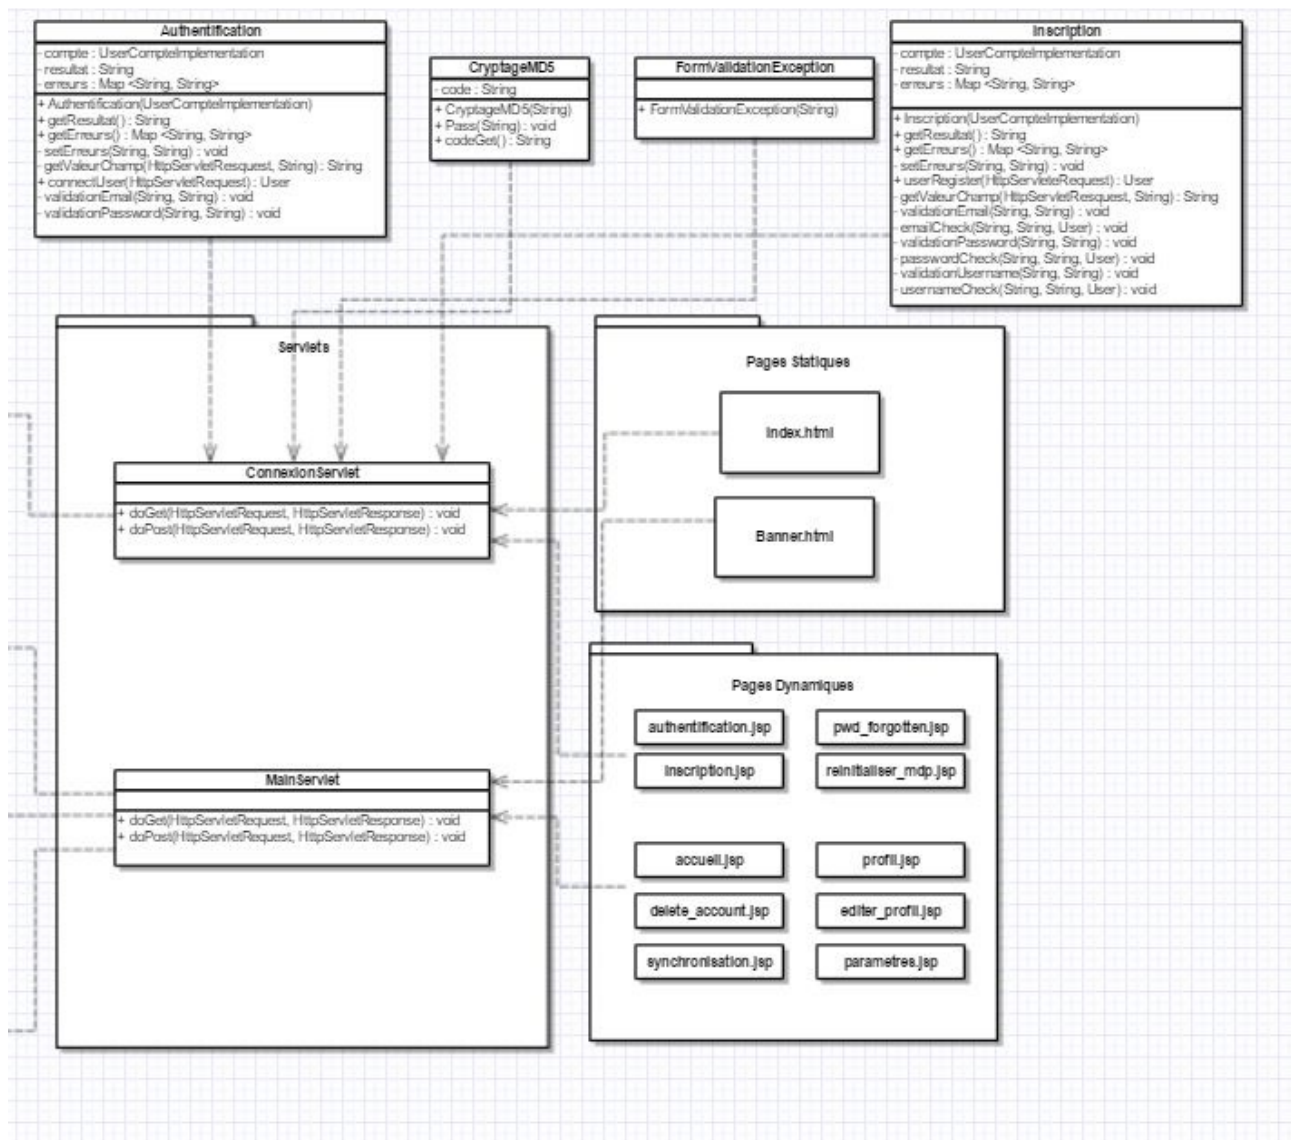 Authentification
- compte : UserCompteImplementation
- resultat : String
- erreurs : Map <String, String>
+ Authentification(UserCompteImplementation)
+ getResultat() : String
+ getErreurs() : Map <String, String>
- setErreurs(String, String) : void
- getValeurChamp(HttpServletResquest, String) : String
+ connectUser(HttpServletRequest) : User
- validationEmail(String, String) : void
- validationPassword(String, String) : void
CryptageMD5
- code : String
+ CryptageMD5(String)
+ Pass(String) : void
+ codeGet() : String
FormValidationException
+ FormValidationException(String)
Inscription
- compte : UserCompteImplementation
- resultat : String
- erreurs : Map <String, String>
+ Inscription(UserCompteImplementation)
+ getResultat() : String
+ getErreurs() : Map <String, String>
- setErreurs(String, String) : void
+ userRegister(HttpServleteRequest) : User
- getValeurChamp(HttpServletResquest, String) : String
- validationEmail(String, String) : void
- emailCheck(String, String, User) : void
- validationPassword(String, String) : void
- passwordCheck(String, String, User) : void
- validationUsername(String, String) : void
- usernameCheck(String, String, User) : void
Servlets
ConnexionServlet
+ doGet(HttpServletRequest, HttpServletResponse) : void
+ doPost(HttpServletRequest, HttpServletResponse) : void
MainServlet
+ doGet(HttpServletRequest, HttpServletResponse) : void
+ doPost(HttpServletRequest, HttpServletResponse) : void
Pages Statiques
Index.html
Banner.html
Pages Dynamiques
authentification.jsp
pwd_forgotten.jsp
inscription.jsp
reinitialiser_mdp.jsp
accueil.jsp
profil.jsp
delete_account.jsp
editer_profil.jsp
synchronisation.jsp
parametres.jsp